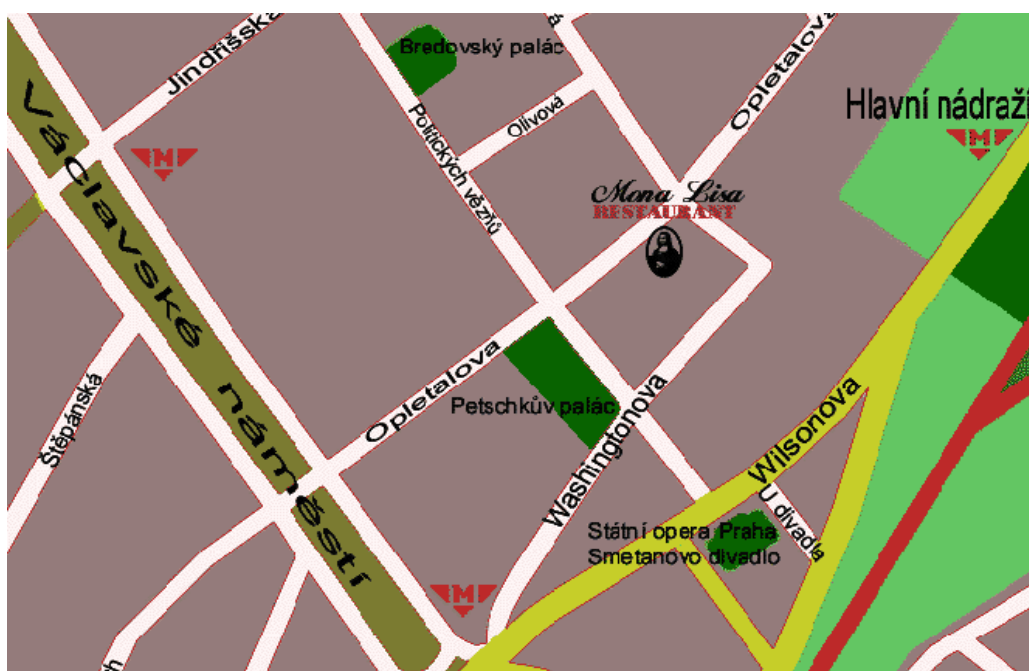 Bredovský palác
Jindřišská
Opletalova
Hlavní nádraží
Václavské náměstí
Politických vězňů
Olivova
M
M
Mona Lisa
RESTAURANT
Opletalova
Štěpánská
Petschkův palác
Washingtonova
Wilsonova
U divadla
Státní opera Praha
Smetanovo divadlo
M